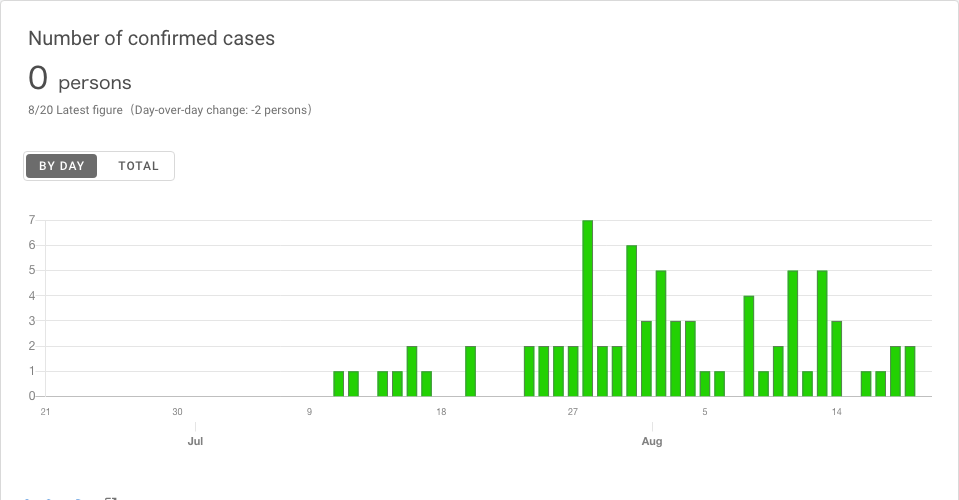 Number of confirmed cases
0 persons
8/20 Latest figure（Day-over-day change: -2 persons）
BY DAY TOTAL
7
6
5
4
3
2
1
0
21 30 9 18 27 5 14
Jul Aug